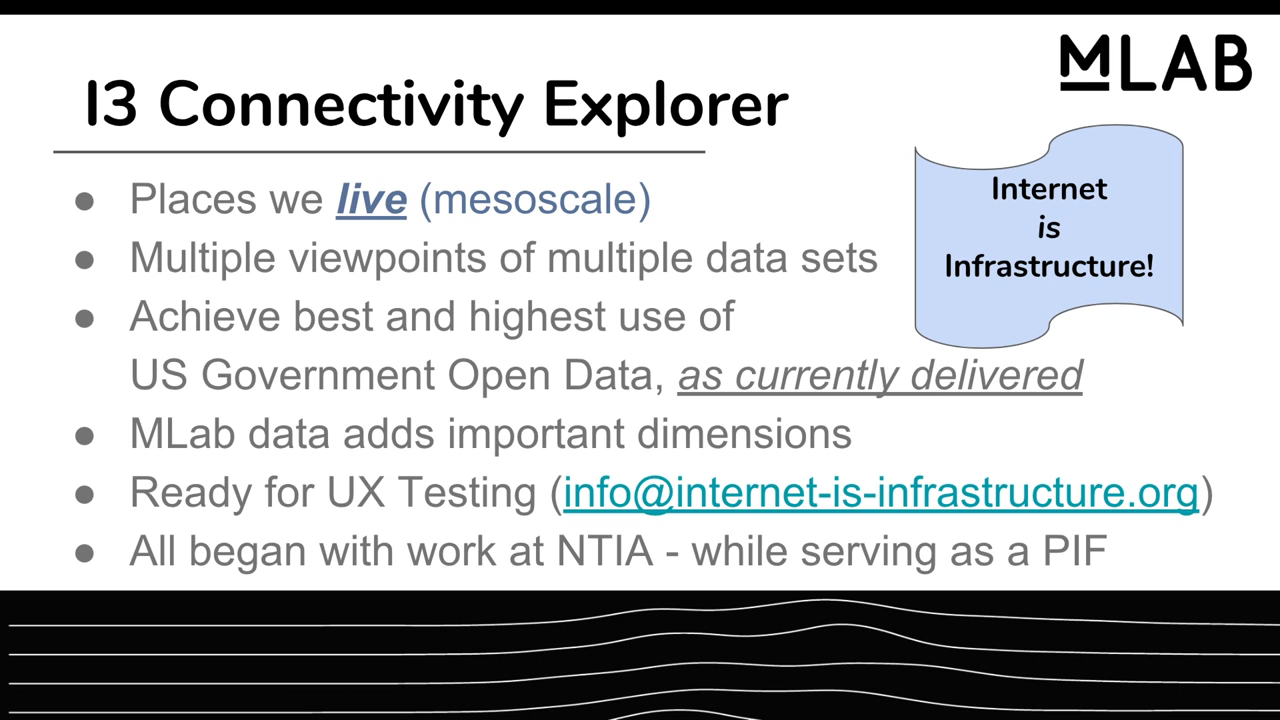 MLAB
I3 Connectivity Explorer
Internet
is
Infrastructure!
● Places we live (mesoscale)
● Multiple viewpoints of multiple data sets
● Achieve best and highest use of
US Government Open Data, as currently delivered
● MLab data adds important dimensions
● Ready for UX Testing (info@internet-is-infrastructure.org)
● All began with work at NTIA - while serving as a PIF